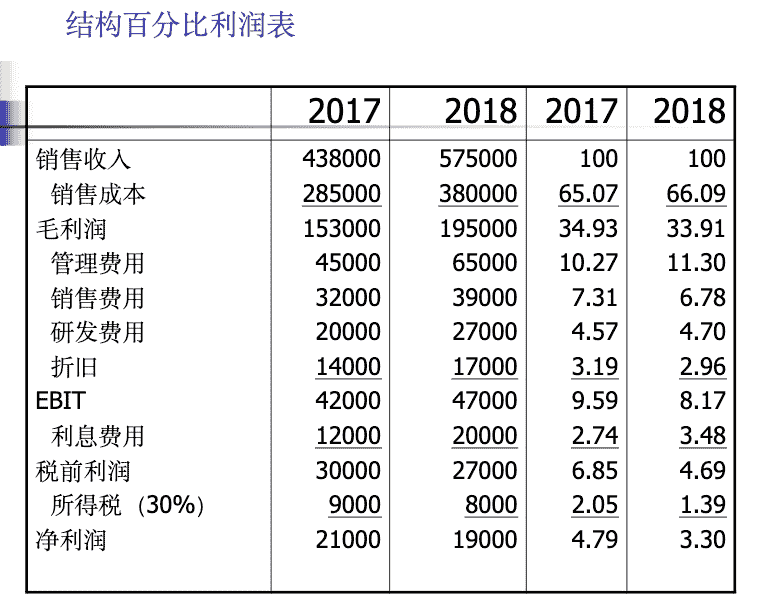 结构百分比利润表
2017 2018 2017 2018
销售收入 438000 575000 100 100
销售成本 285000 380000 65.07 66.09
毛利润 153000 195000 34.93 33.91
管理费用 45000 65000 10.27 11.30
销售费用 32000 39000 7.31 6.78
研发费用 20000 27000 4.57 4.70
折旧 14000 17000 3.19 2.96
EBIT 42000 47000 9.59 8.17
利息费用 12000 20000 2.74 3.48
税前利润 30000 27000 6.85 4.69
所得税（30%） 9000 8000 2.05 1.39
净利润 21000 19000 4.79 3.30